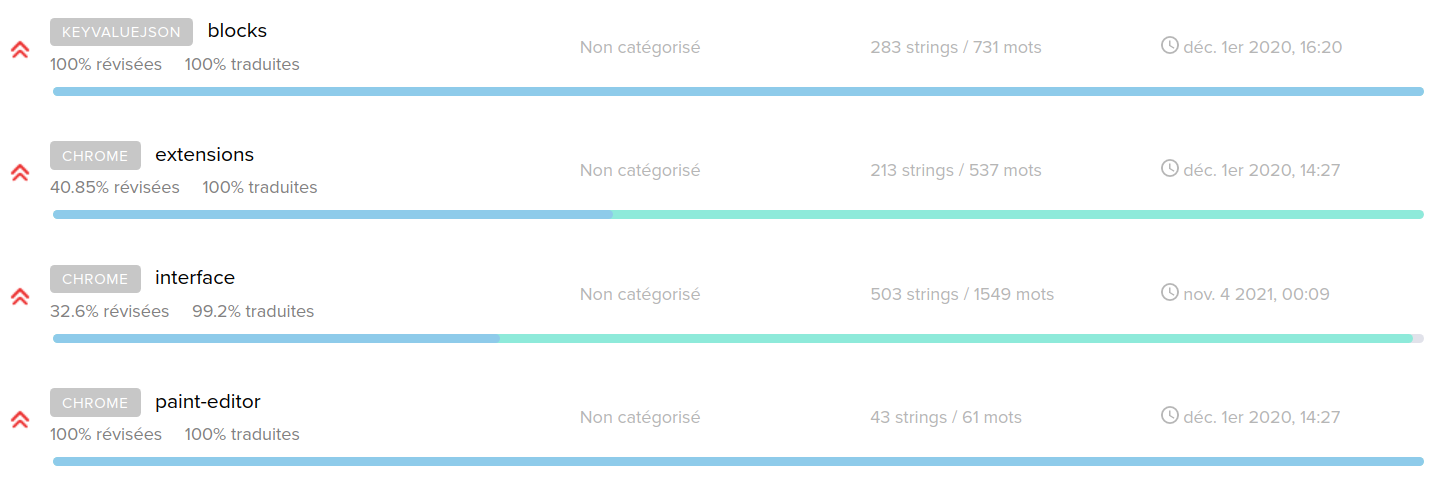 KEYVALUEJSON blocks
Non catégorisé 283 strings / 731 mots déc. 1er 2020, 16:20
100% révisées 100% traduites
CHROME extensions
Non catégorisé 213 strings / 537 mots déc. 1er 2020, 14:27
40.85% révisées 100% traduites
CHROME interface
Non catégorisé 503 strings / 1549 mots nov. 4 2021, 00:09
32.6% révisées 99.2% traduites
CHROME paint-editor
Non catégorisé 43 strings / 61 mots déc. 1er 2020, 14:27
100% révisées 100% traduites